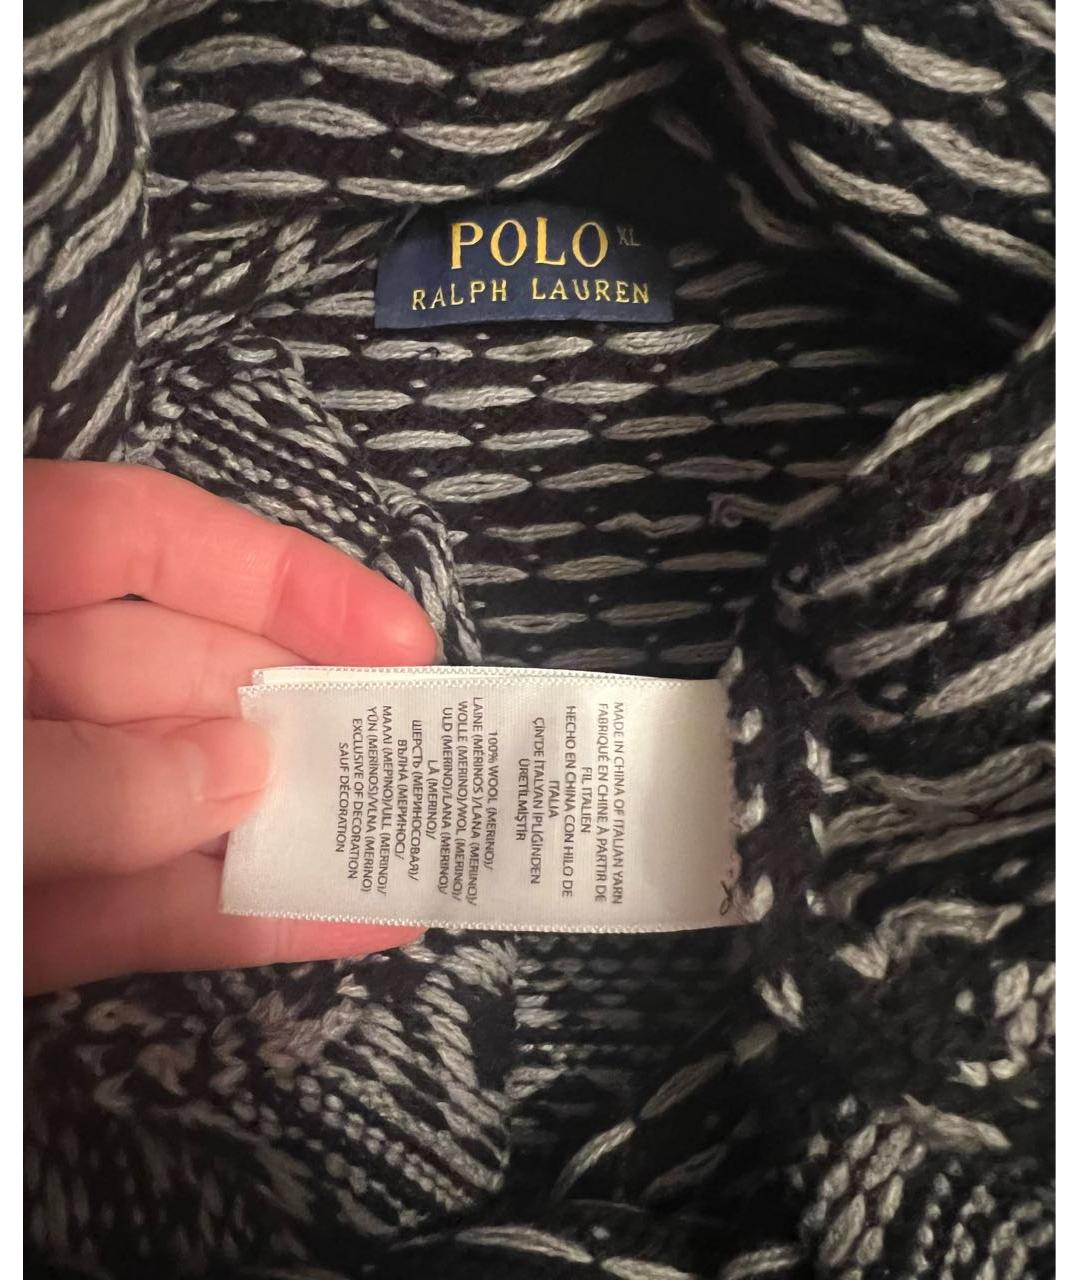 POLO XL
RALPH LAUREN
MADE IN CHINA OF ITALIAN YARN
FABRIQUÉ EN CHINE À PARTIR DE
FIL ITALIEN
HECHO EN CHINA CON HILO DE
ITALIA
ÇİN'DE İTALYAN İPLİĞİNDEN
ÜRETİLMİŞTİR
100% WOOL (MERINO)/
LAINE (MÉRINOS )/LANA (MERINO)/
WOLLE (MERINO)/WOL (MERINO)/
ULD (MERINO)/LANA (MERINO)/
LÃ (MERINO)/
ШЕРСТЬ (МЕРИНОСОВАЯ)/
ВЪЛНА (МЕРИНОС)/
ΜΑΛΛΙ (ΜΕΡΙΝΟ)/ULL (MERINO)/
YÜN (MERİNOS)/VLNA (MERINO)
EXCLUSIVE OF DECORATION
SAUF DÉCORATION